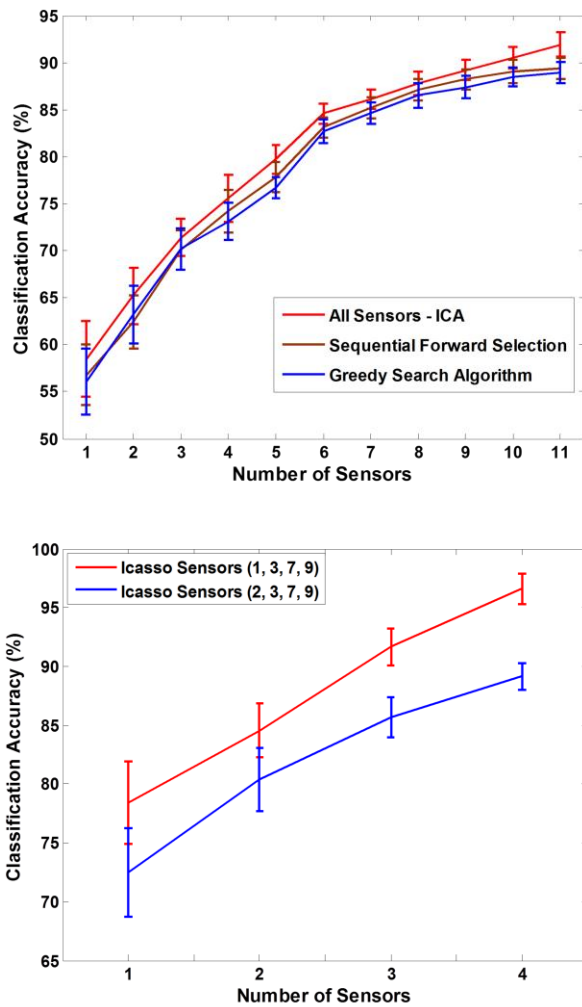 95
90
85
80
75
70
65
60
55
50
Classification Accuracy (%)
All Sensors - ICA
Sequential Forward Selection
Greedy Search Algorithm
1 2 3 4 5 6 7 8 9 10 11
Number of Sensors
100
95
90
85
80
75
70
65
Classification Accuracy (%)
Icasso Sensors (1, 3, 7, 9)
Icasso Sensors (2, 3, 7, 9)
1 2 3 4
Number of Sensors